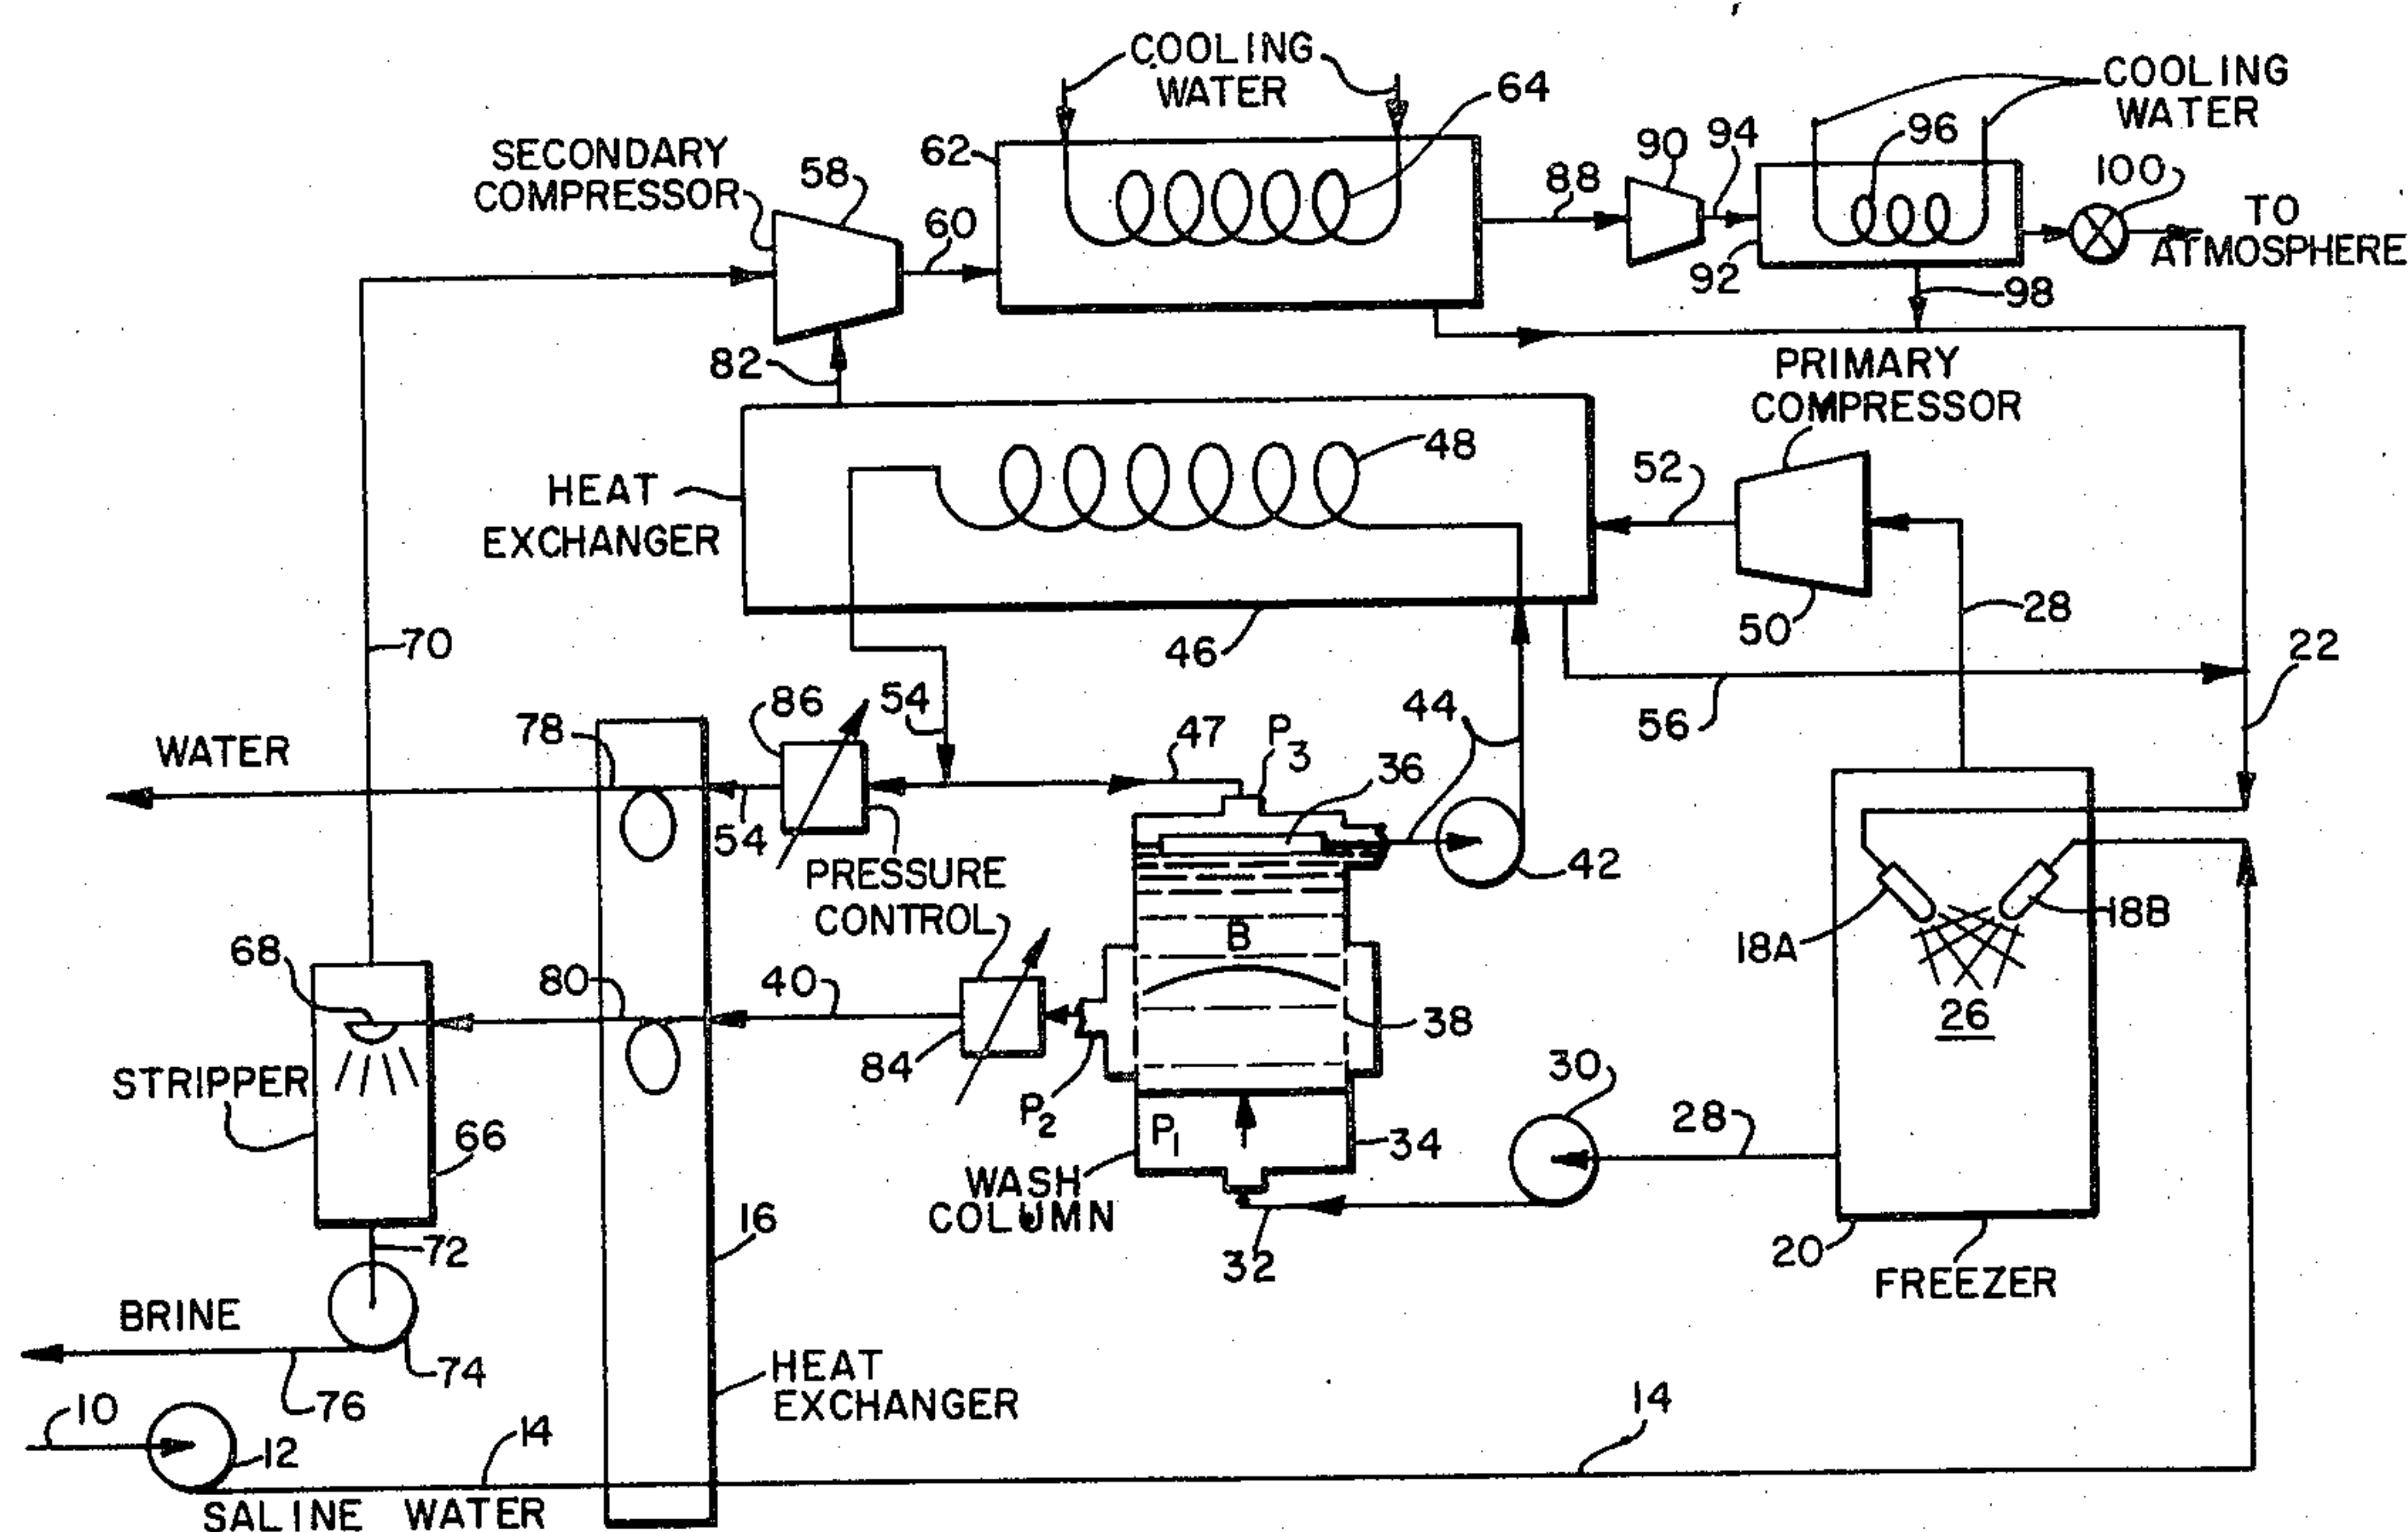 COOLING
WATER
64
COOLING
WATER
SECONDARY
COMPRESSOR
58
62
90
94
96
100
60
88
TO
ATMOSPHERE
92
98
82
PRIMARY
COMPRESSOR
48
52
HEAT
EXCHANGER
28
50
46
22
70
86
54
44
56
78
47
P3
36
WATER
54
42
PRESSURE
CONTROL
18A
18B
68
B
80
40
38
26
84
STRIPPER
30
P2
66
P1
34
28
WASH
COLUMN
16
72
32
20
FREEZER
BRINE
74
HEAT
EXCHANGER
76
10
14
14
12
SALINE WATER